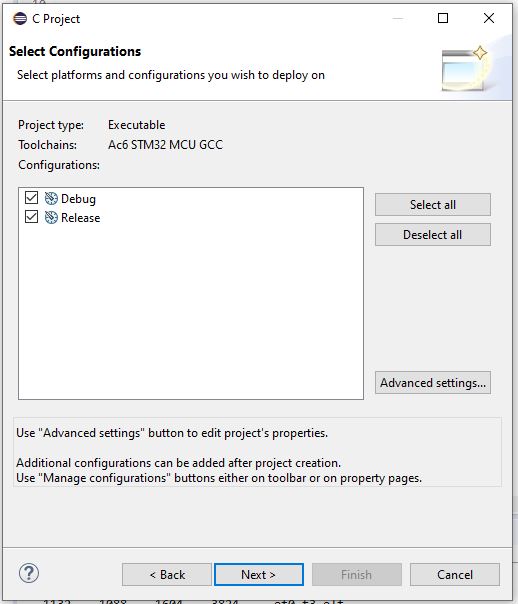 C Project
Select Configurations
Select platforms and configurations you wish to deploy on
Project type: Executable
Toolchains: Ac6 STM32 MCU GCC
Configurations:
Debug
Release
Select all
Deselect all
Advanced settings...
Use "Advanced settings" button to edit project's properties.
Additional configurations can be added after project creation.
Use "Manage configurations" buttons either on toolbar or on property pages.
?
< Back
Next >
Finish
Cancel